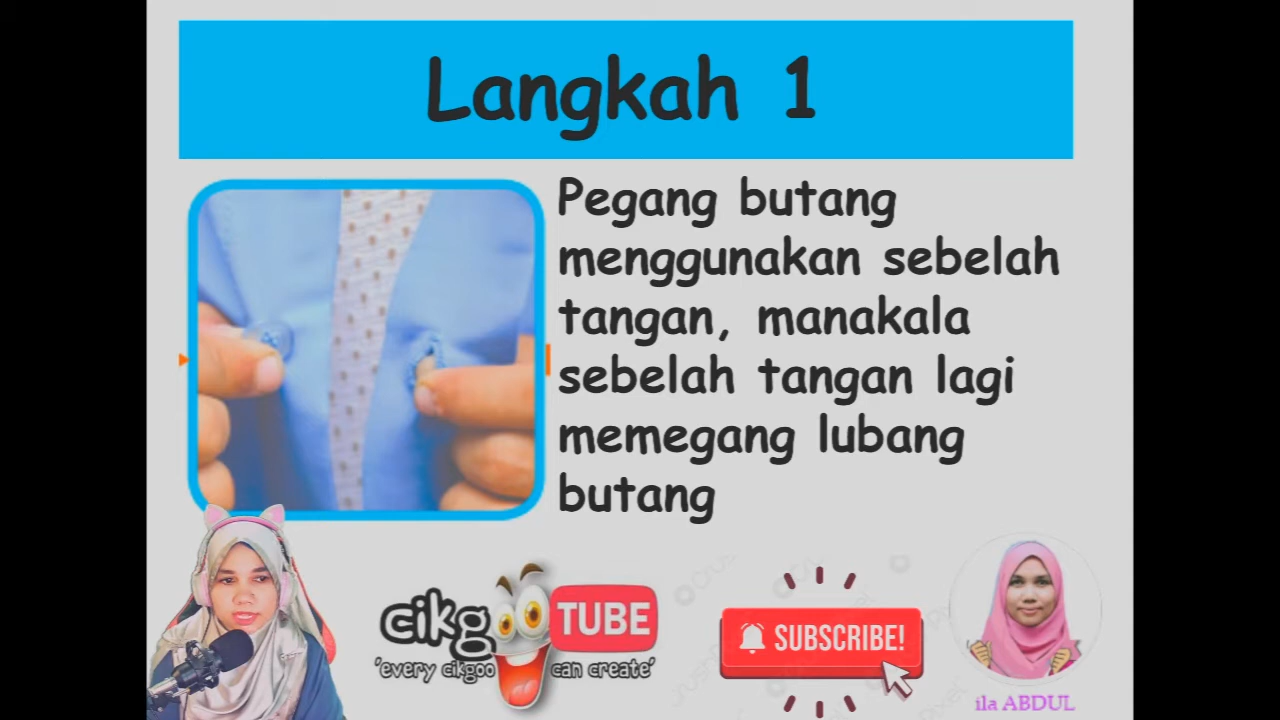 Langkah 1
Pegang butang
menggunakan sebelah
tangan, manakala
sebelah tangan lagi
memegang lubang
butang
cikgoo TUBE
'every cikgoo can create'
SUBSCRIBE!
ila ABDUL